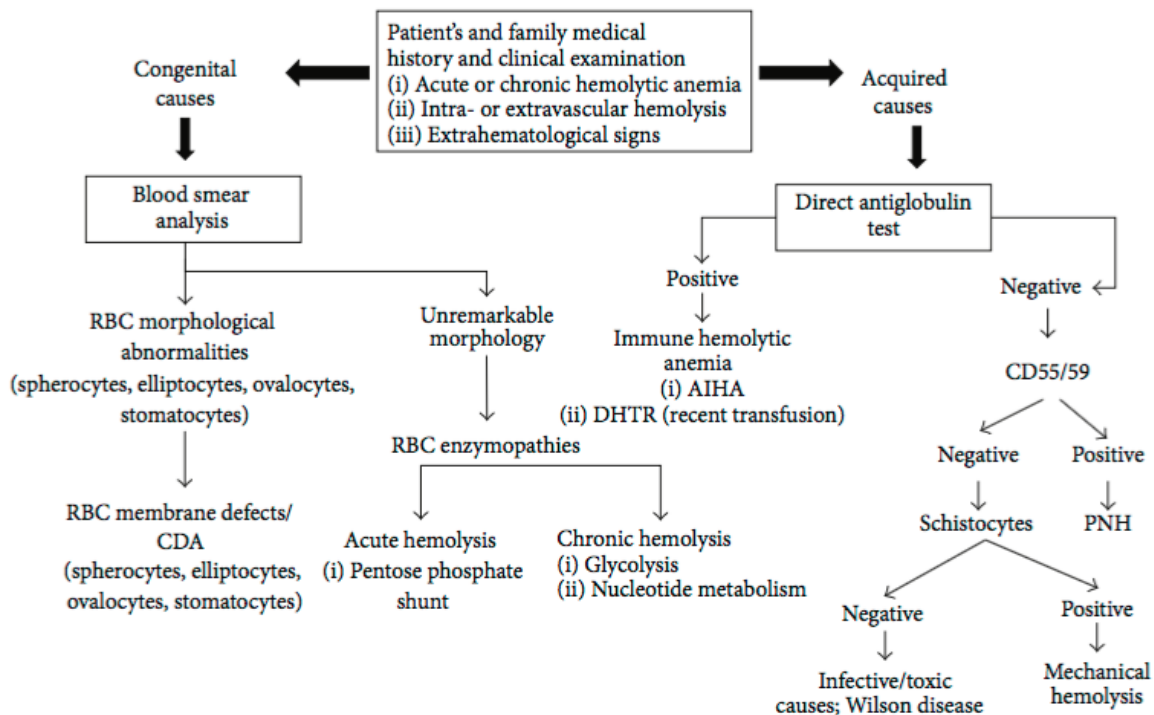 Patient's and family medical
history and clinical examination
(i) Acute or chronic hemolytic anemia
(ii) Intra- or extravascular hemolysis
(iii) Extrahematological signs
Congenital
causes
Acquired
causes
Blood smear
analysis
Direct antiglobulin
test
RBC morphological
abnormalities
(spherocytes, elliptocytes, ovalocytes,
stomatocytes)
Unremarkable
morphology
Positive
Negative
Immune hemolytic
anemia
(i) AIHA
(ii) DHTR (recent transfusion)
CD55/59
RBC enzymopathies
Negative
Positive
RBC membrane defects/
CDA
(spherocytes, elliptocytes,
ovalocytes, stomatocytes)
Acute hemolysis
(i) Pentose phosphate
shunt
Chronic hemolysis
(i) Glycolysis
(ii) Nucleotide metabolism
Schistocytes
PNH
Negative
Positive
Infective/toxic
causes; Wilson disease
Mechanical
hemolysis